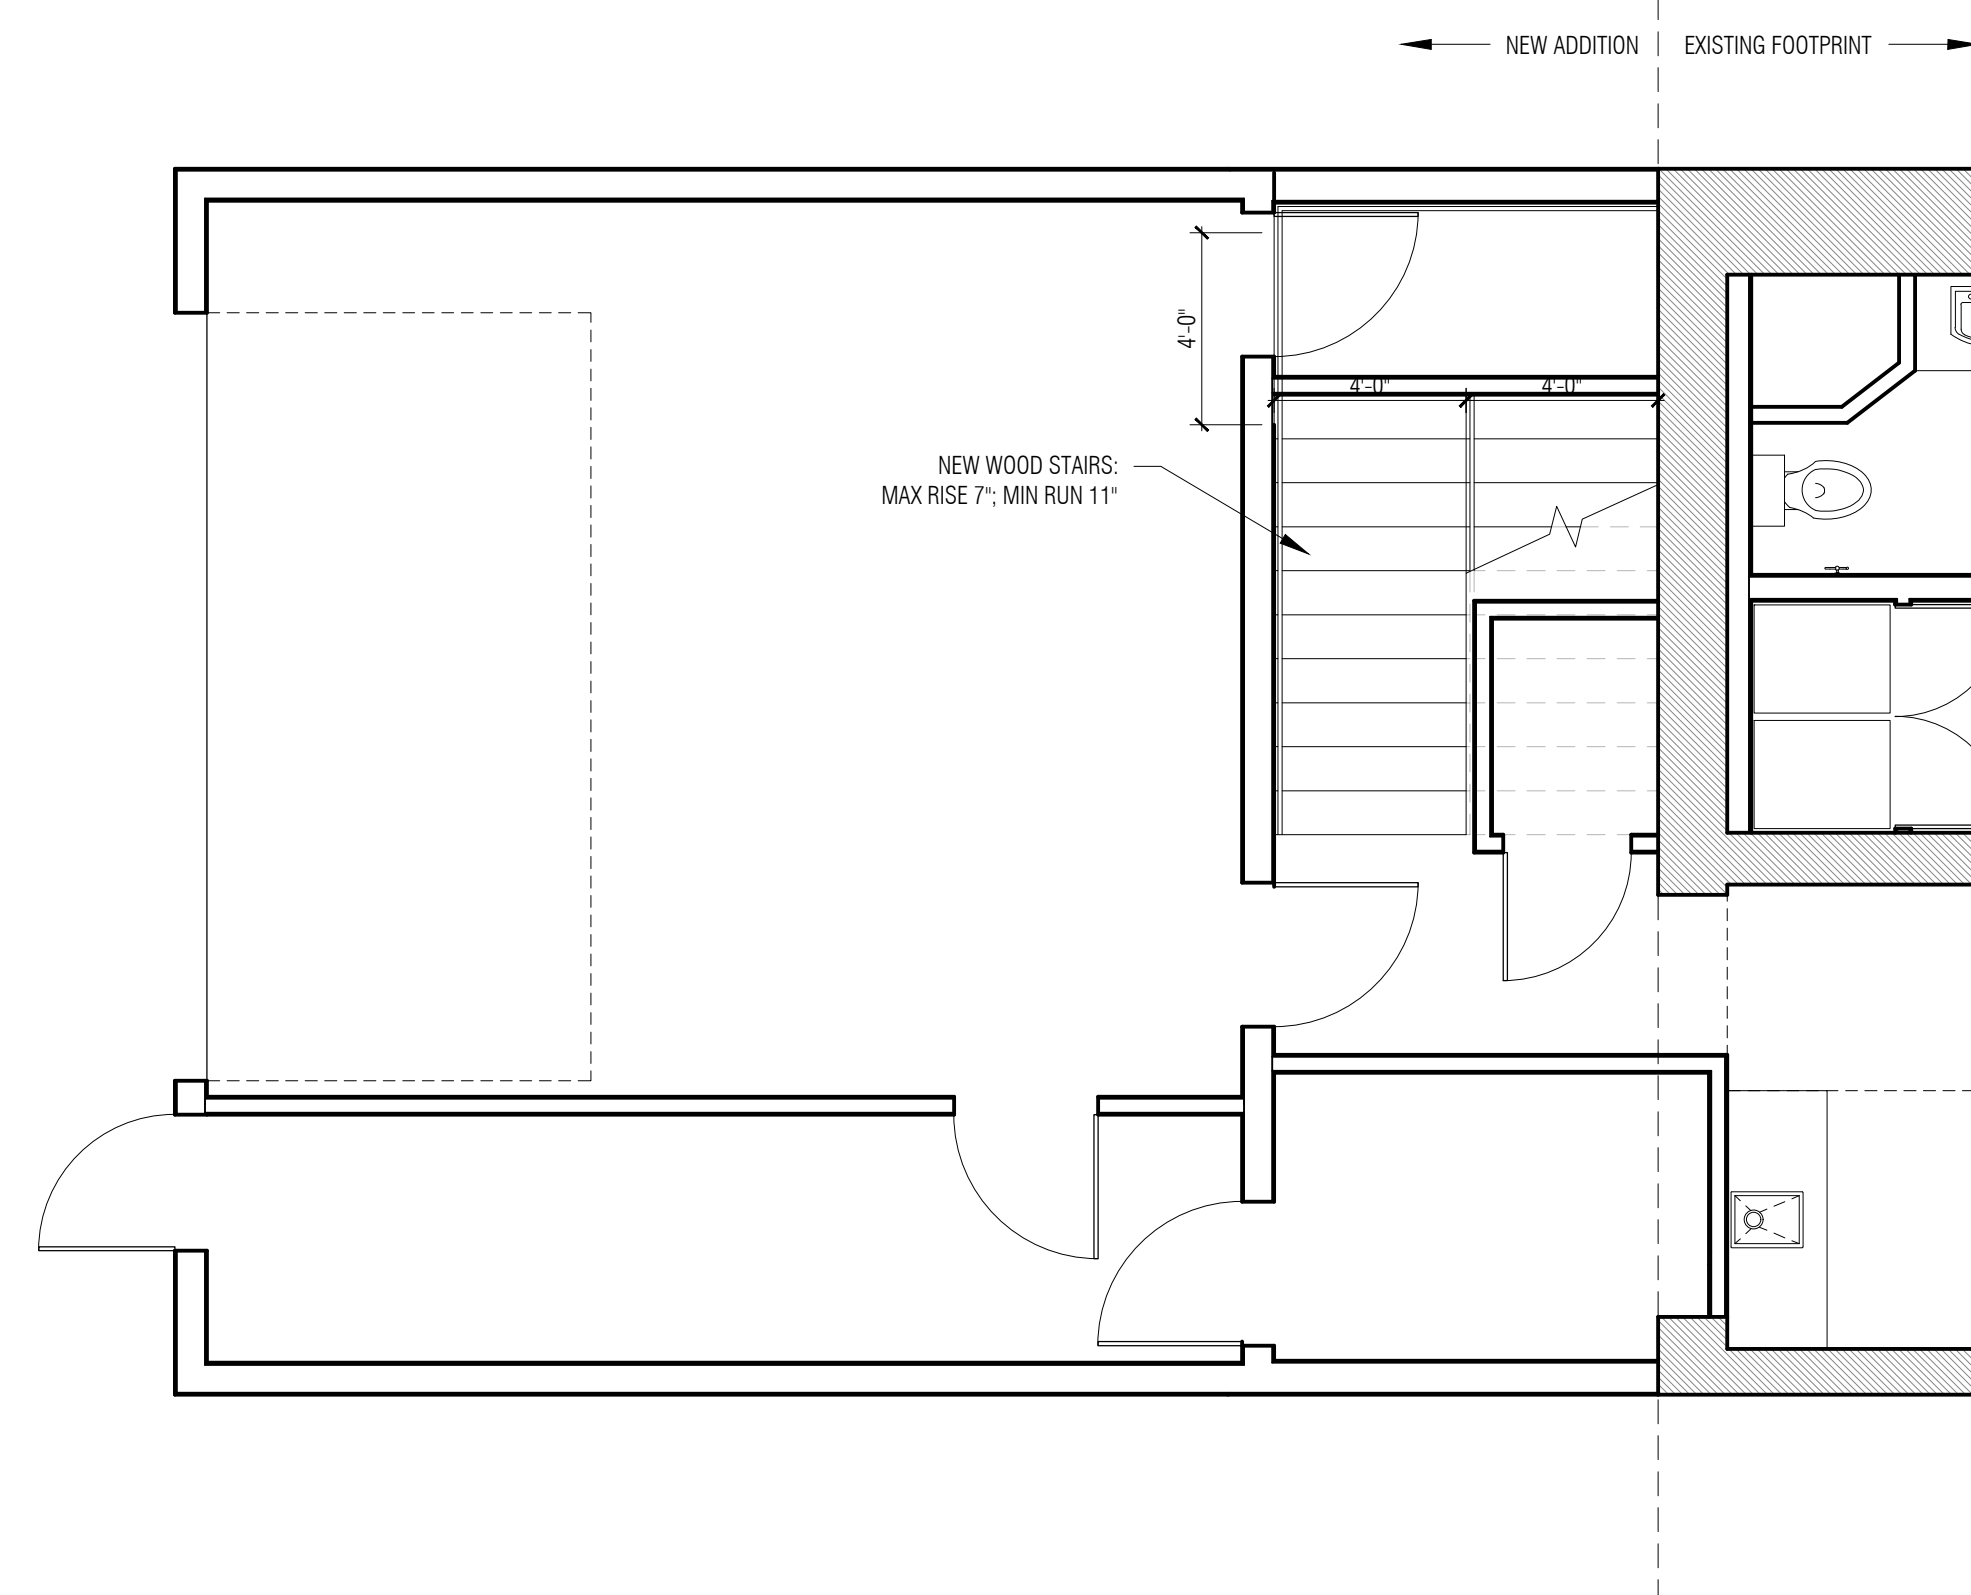 NEW ADDITION
EXISTING FOOTPRINT
4'-0"
4'-0"
4'-0"
NEW WOOD STAIRS:
MAX RISE 7"; MIN RUN 11"